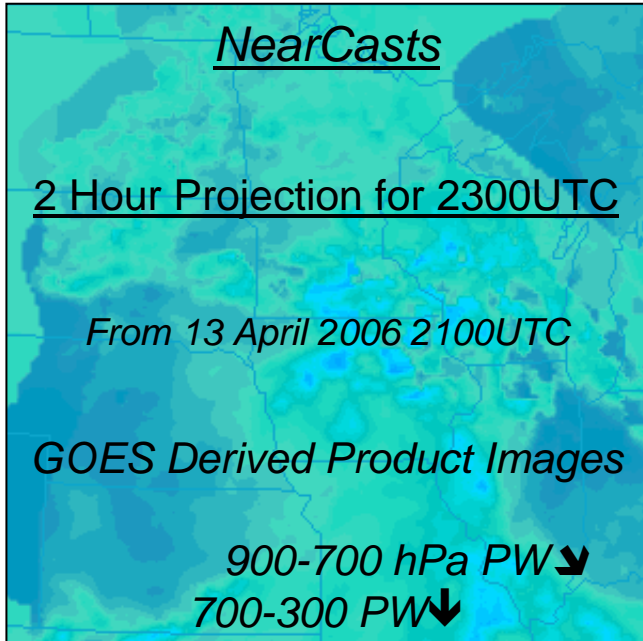 NearCasts
2 Hour Projection for 2300UTC
From 13 April 2006 2100UTC
GOES Derived Product Images
900-700 hPa PW🡮
700-300 PW🡫